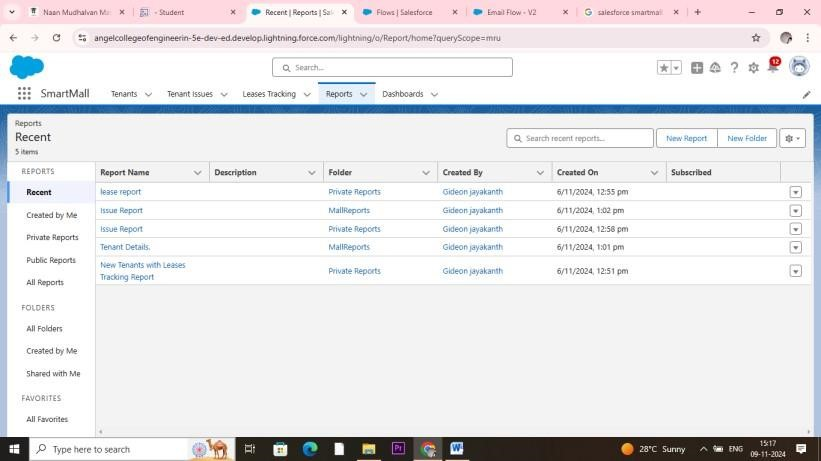 Naan Mudhalvan Mar
- Student
Recent | Reports | Sal
Flows | Salesforce
Email Flow - V2
salesforce smartmall
angelcollegeofengineerin-5e-dev-ed.develop.lightning.force.com/lightning/o/Report/home?queryScope=mru
Search...
12
SmartMall
Tenants
Tenant Issues
Leases Tracking
Reports
Dashboards
Reports
Recent
5 items
Search recent reports...
New Report
New Folder
REPORTS
Recent
Created by Me
Private Reports
Public Reports
All Reports
FOLDERS
All Folders
Created by Me
Shared with Me
FAVORITES
All Favorites
Report Name Description Folder Created By Created On Subscribed
lease report Private Reports Gideon jayakanth 6/11/2024, 12:55 pm
Issue Report MallReports Gideon jayakanth 6/11/2024, 1:02 pm
Issue Report Private Reports Gideon jayakanth 6/11/2024, 12:58 pm
Tenant Details. MallReports Gideon jayakanth 6/11/2024, 1:01 pm
New Tenants with Leases
Tracking Report Private Reports Gideon jayakanth 6/11/2024, 12:51 pm
Type here to search
Pr
W
28°C Sunny
ENG
15:17
09-11-2024